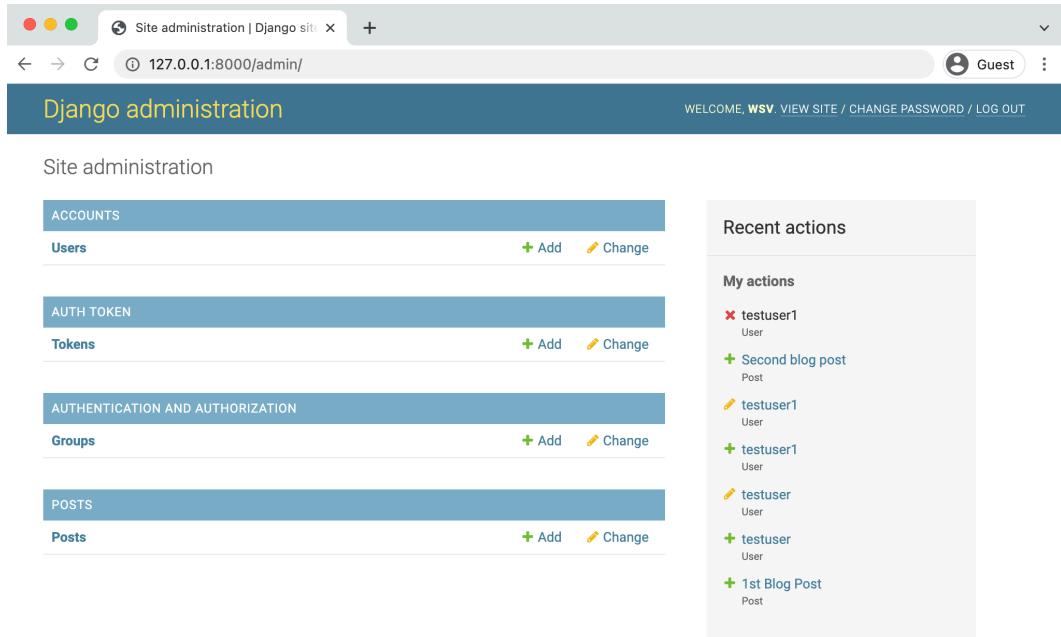 Site administration | Django site
127.0.0.1:8000/admin/
Guest
Django administration
WELCOME, WSV. VIEW SITE / CHANGE PASSWORD / LOG OUT
Site administration
ACCOUNTS
Users Add Change
AUTH TOKEN
Tokens Add Change
AUTHENTICATION AND AUTHORIZATION
Groups Add Change
POSTS
Posts Add Change
Recent actions
My actions
testuser1
User
Second blog post
Post
testuser1
User
testuser1
User
testuser
User
testuser
User
1st Blog Post
Post